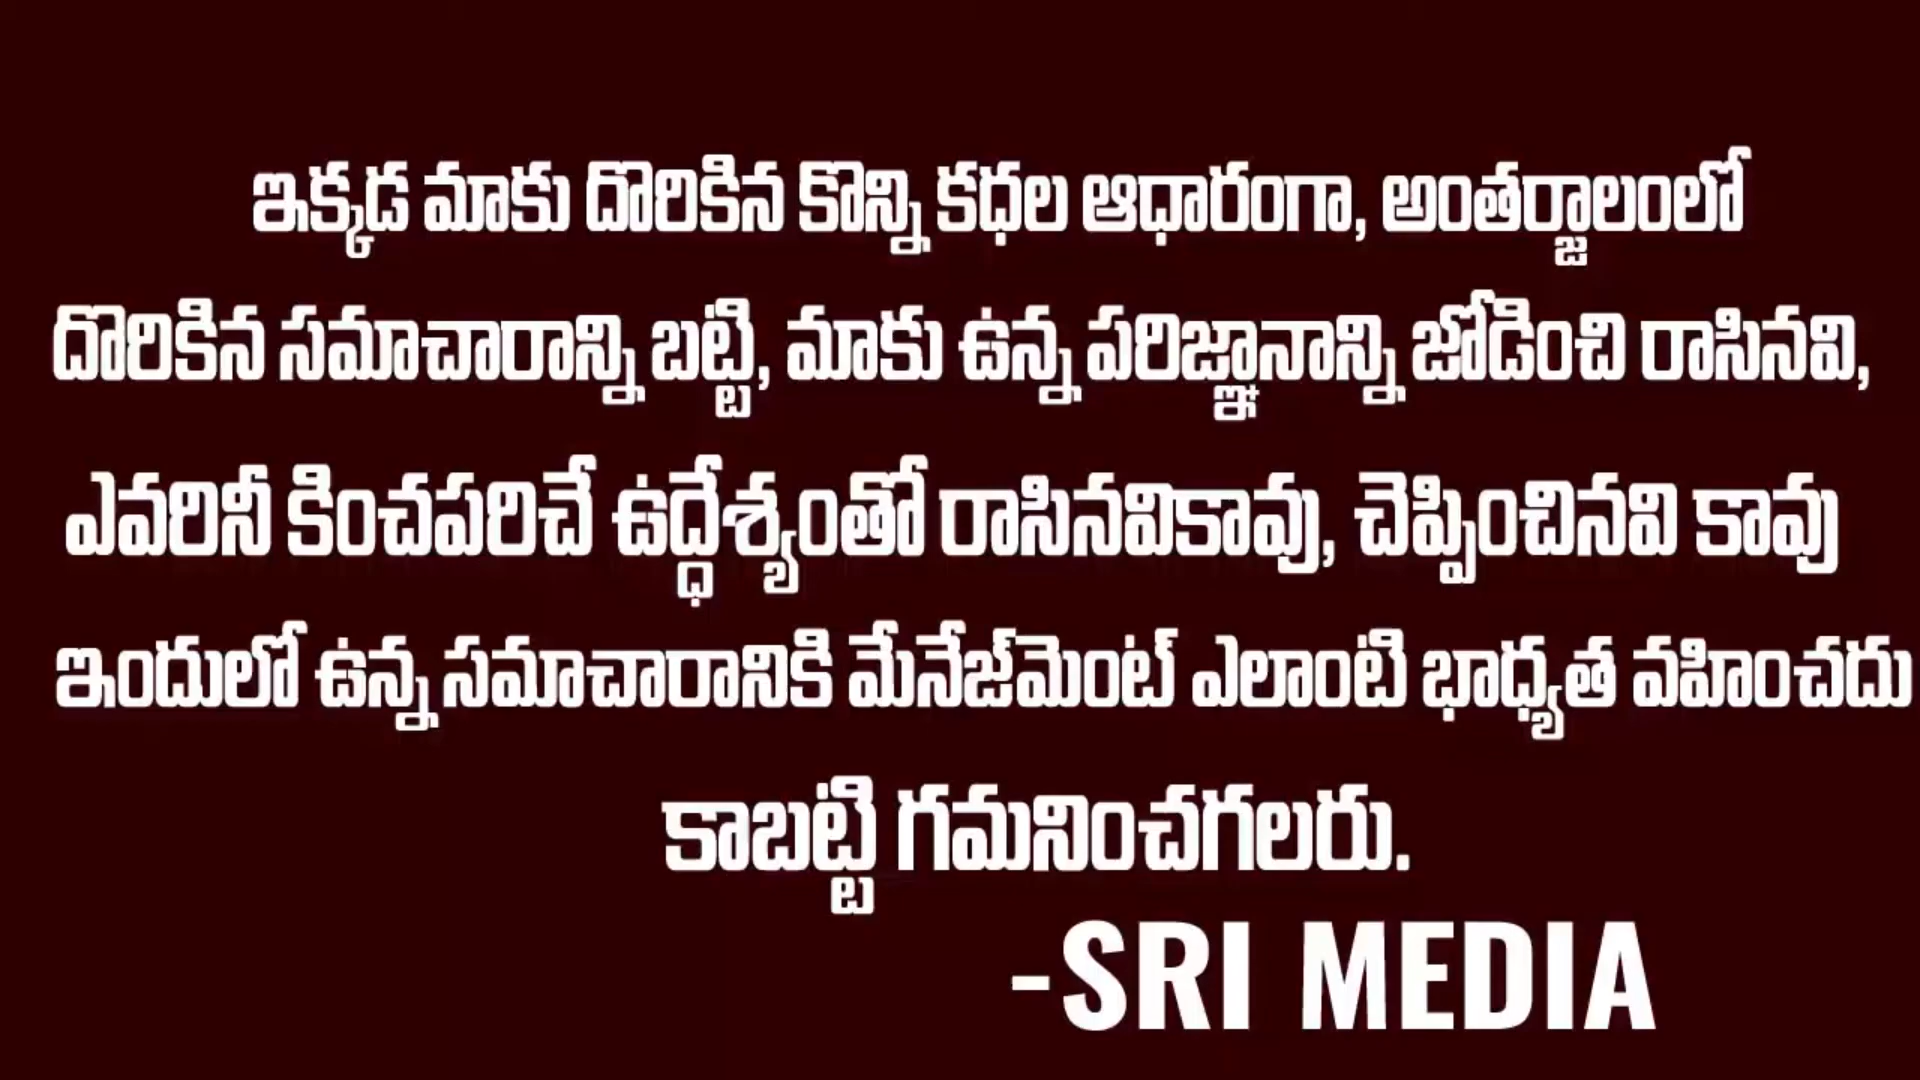 ఇక్కడ మాకు దొరికిన కొన్ని కధల ఆధారంగా, అంతర్జాలంలో
దొరికిన సమాచారాన్ని బట్టి, మాకు ఉన్న పరిజ్ఞానాన్ని జోడించి రాసినవి,
ఎవరినీ కించపరిచే ఉద్ధేశ్యంతో రాసినవికావు, చెప్పించినవి కావు
ఇందులో ఉన్న సమాచారానికి మేనేజ్‌మెంట్ ఎలాంటి భాధ్యత వహించదు
కాబట్టి గమనించగలరు.
-SRI MEDIA